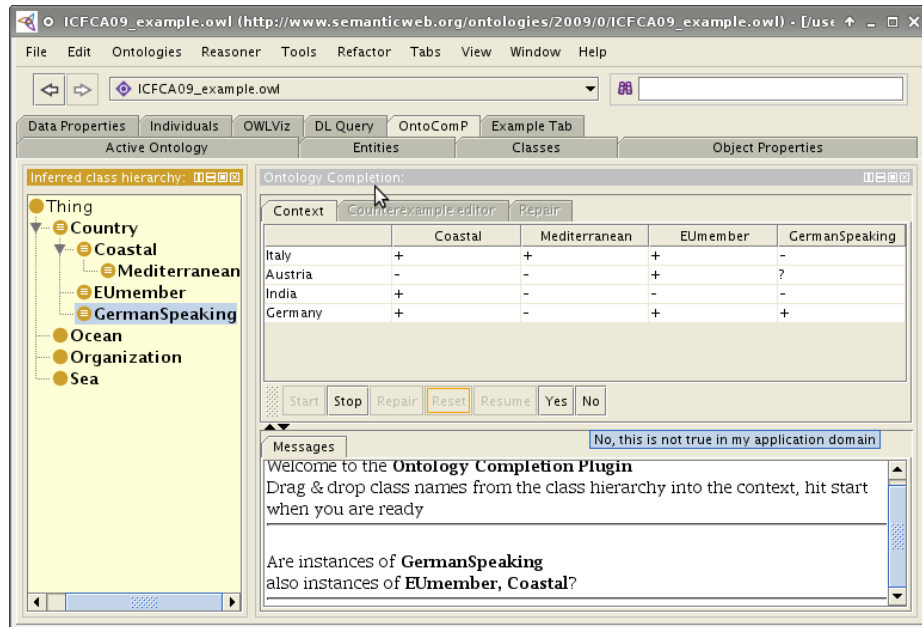 ICFCA09_example.owl (http://www.semanticweb.org/ontologies/2009/0/ICFCA09_example.owl) - [/use
File Edit Ontologies Reasoner Tools Refactor Tabs View Window Help
ICFCA09_example.owl
Data Properties Individuals OWLViz DL Query OntoComP Example Tab
Active Ontology Entities Classes Object Properties
Inferred class hierarchy:
Thing
Country
Coastal
Mediterranean
EUmember
GermanSpeaking
Ocean
Organization
Sea
Ontology Completion:
Context Counterexample editor Repair
Coastal Mediterranean EUmember GermanSpeaking
Italy + + + -
Austria - - + ?
India + - - -
Germany + - + +
Start Stop Repair Reset Resume Yes No
No, this is not true in my application domain
Messages
Welcome to the Ontology Completion Plugin
Drag & drop class names from the class hierarchy into the context, hit start
when you are ready
Are instances of GermanSpeaking
also instances of EUmember, Coastal?